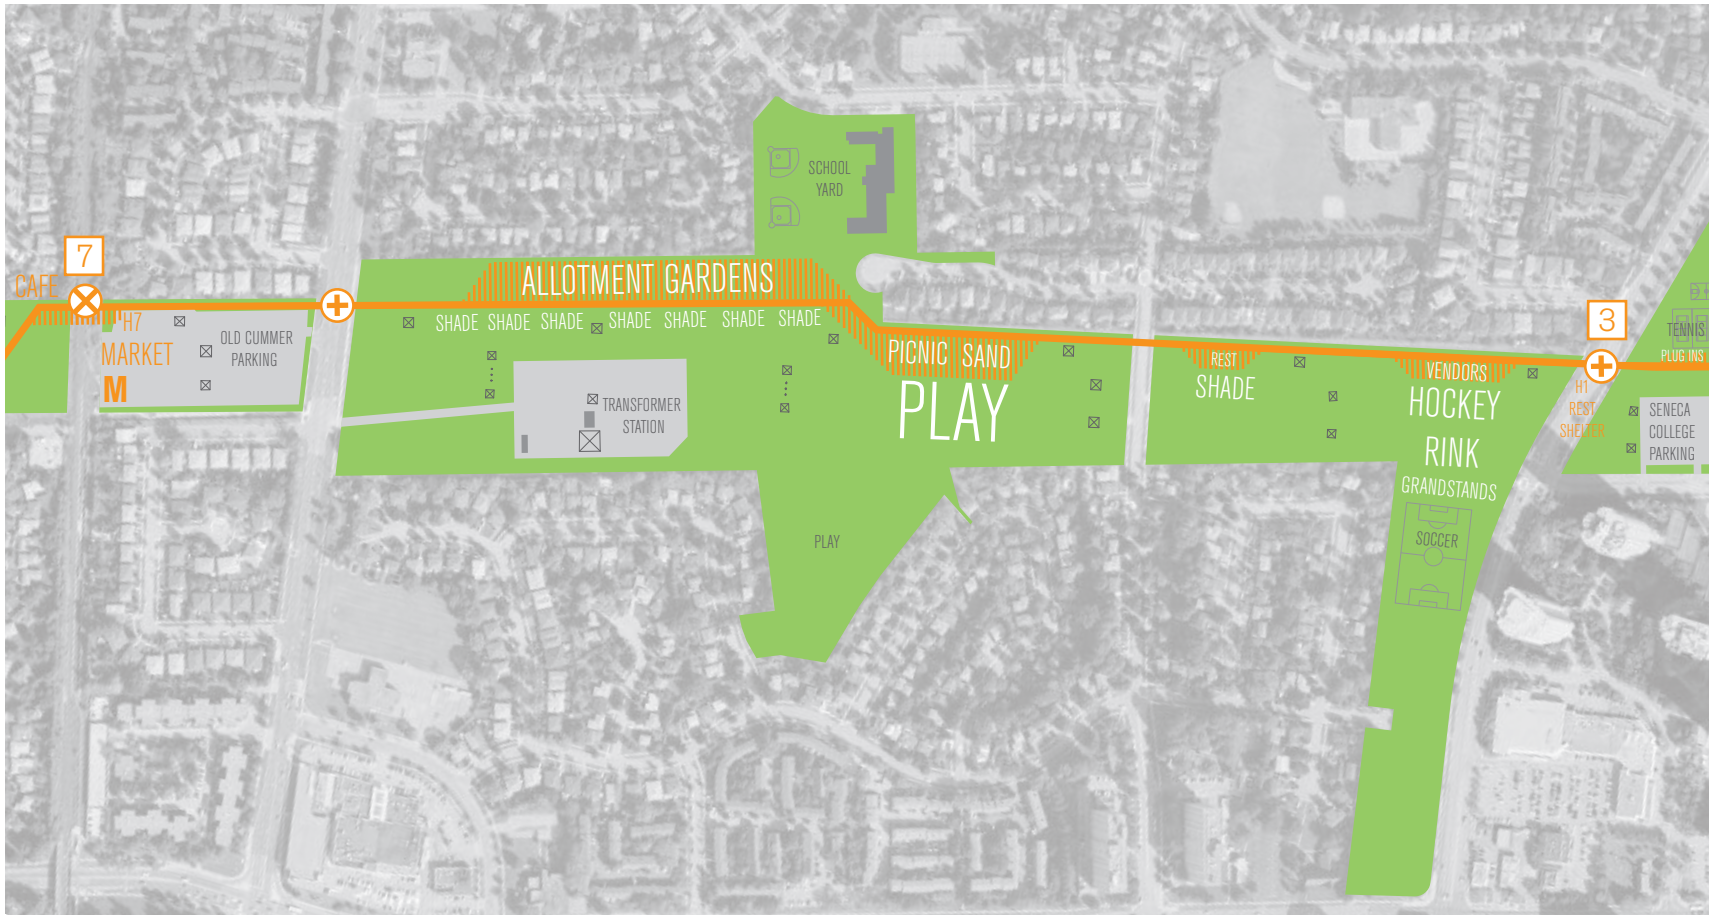 SCHOOL
YARD
7
CAFE
ALLOTMENT GARDENS
H7
MARKET
M
OLD CUMMER
PARKING
SHADE SHADE SHADE SHADE SHADE SHADE SHADE
3
TENNIS
PLUG INS
PICNIC SAND
PLAY
REST
SHADE
VENDORS
HOCKEY
RINK
GRANDSTANDS
SOCCER
H1
REST
SHELTER
SENECA
COLLEGE
PARKING
TRANSFORMER
STATION
PLAY